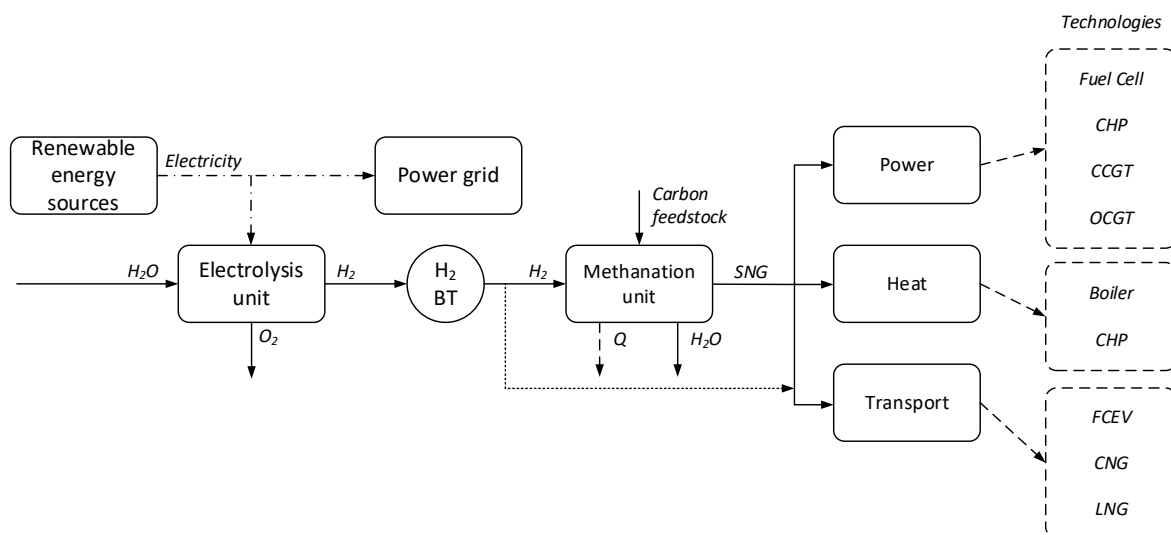 Technologies
Fuel Cell
CHP
CCGT
OCGT
Renewable
energy
sources
Electricity
Power grid
Power
Carbon
feedstock
H₂O
Electrolysis
unit
H₂
H₂
BT
H₂
Methanation
unit
SNG
Heat
Boiler
CHP
O₂
Q
H₂O
Transport
FCEV
CNG
LNG